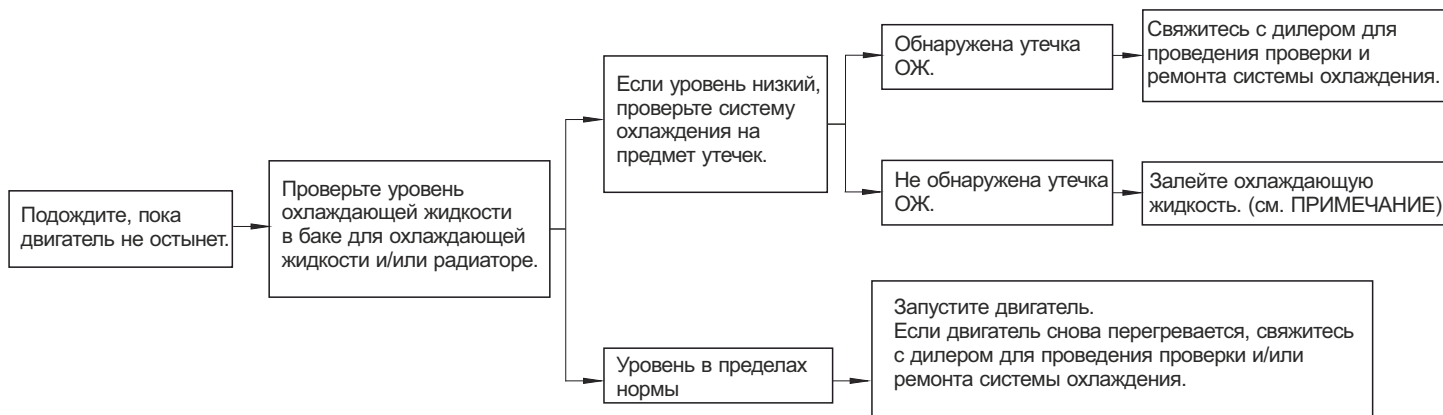 Подождите, пока
двигатель не остынет.
Проверьте уровень
охлаждающей жидкости
в баке для охлаждающей
жидкости и/или радиаторе.
Если уровень низкий,
проверьте систему
охлаждения на
предмет утечек.
Обнаружена утечка
ОЖ.
Свяжитесь с дилером для
проведения проверки и
ремонта системы охлаждения.
Не обнаружена утечка
ОЖ.
Залейте охлаждающую
жидкость. (см. ПРИМЕЧАНИЕ)
Уровень в пределах
нормы
Запустите двигатель.
Если двигатель снова перегревается, свяжитесь
с дилером для проведения проверки и/или
ремонта системы охлаждения.